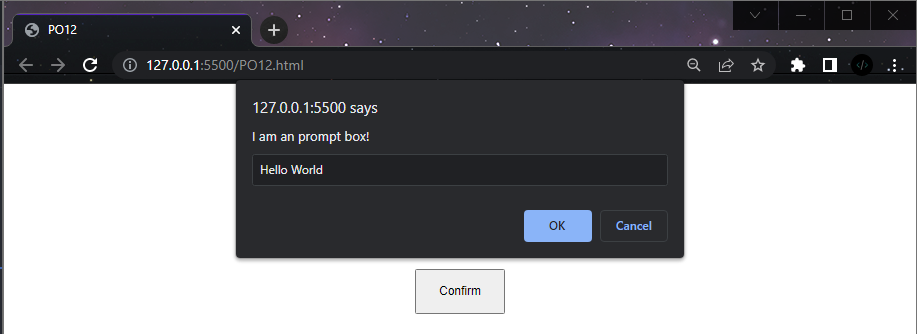 PO12
127.0.0.1:5500/PO12.html
127.0.0.1:5500 says
I am an prompt box!
Hello World
OK Cancel
Confirm